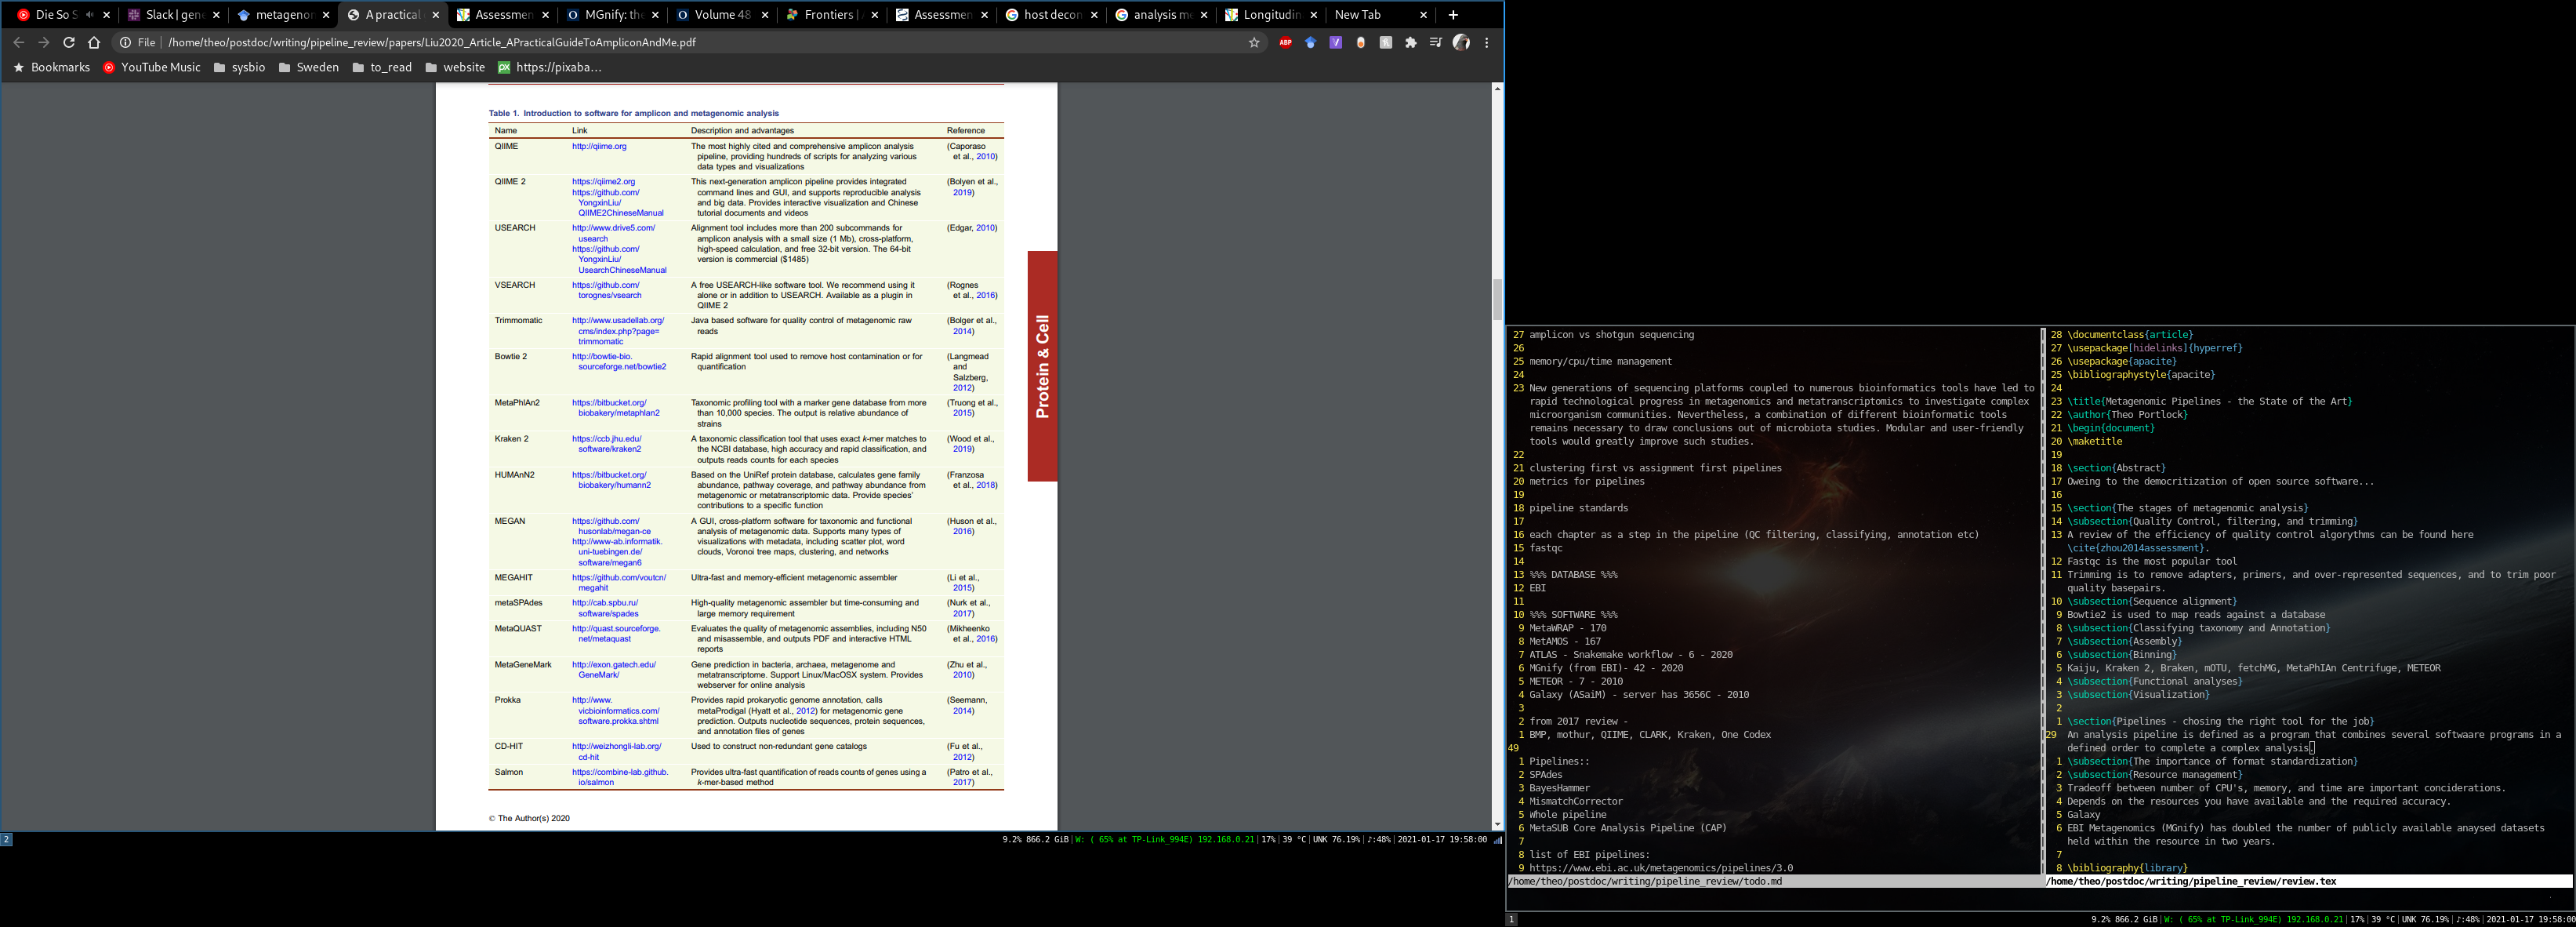 Die So S
Slack | gen
metagenor
A practical
Assessmen
MGnify: the
Volume 48
Frontiers |
Assessmen
host decon
analysis me
Longitudin
New Tab
File | /home/theo/postdoc/writing/pipeline_review/papers/Liu2020_Article_APracticalGuideToAmpliconAndMe.pdf
Bookmarks YouTube Music sysbio Sweden to_read website https://pixaba...
Table 1. Introduction to software for amplicon and metagenomic analysis
Name Link Description and advantages Reference
QIIME http://qiime.org The most highly cited and comprehensive amplicon analysis (Caporaso
pipeline, providing hundreds of scripts for analyzing various et al., 2010)
data types and visualizations
QIIME 2 https://qiime2.org This next-generation amplicon pipeline provides integrated (Bolyen et al.,
https://github.com/ command lines and GUI, and supports reproducible analysis 2019)
YongxinLiu/ and big data. Provides interactive visualization and Chinese
QIIME2ChineseManual tutorial documents and videos
USEARCH http://www.drive5.com/ Alignment tool includes more than 200 subcommands for (Edgar, 2010)
usearch amplicon analysis with a small size (1 Mb), cross-platform,
https://github.com/ high-speed calculation, and free 32-bit version. The 64-bit
YongxinLiu/ version is commercial ($1485)
UsearchChineseManual
VSEARCH https://github.com/ A free USEARCH-like software tool. We recommend using it (Rognes
torognes/vsearch alone or in addition to USEARCH. Available as a plugin in et al., 2016)
QIIME 2
Trimmomatic http://www.usadellab.org/ Java based software for quality control of metagenomic raw (Bolger et al.,
cms/index.php?page= reads 2014)
trimmomatic
Bowtie 2 http://bowtie-bio. Rapid alignment tool used to remove host contamination or for (Langmead
sourceforge.net/bowtie2 quantification and
Salzberg,
2012)
MetaPhlAn2 https://bitbucket.org/ Taxonomic profiling tool with a marker gene database from more (Truong et al.,
biobakery/metaphlan2 than 10,000 species. The output is relative abundance of 2015)
strains
Kraken 2 https://ccb.jhu.edu/ A taxonomic classification tool that uses exact k-mer matches to (Wood et al.,
software/kraken2 the NCBI database, high accuracy and rapid classification, and 2019)
outputs reads counts for each species
HUMAnN2 https://bitbucket.org/ Based on the UniRef protein database, calculates gene family (Franzosa
biobakery/humann2 abundance, pathway coverage, and pathway abundance from et al., 2018)
metagenomic or metatranscriptomic data. Provide species'
contributions to a specific function
MEGAN https://github.com/ A GUI, cross-platform software for taxonomic and functional (Huson et al.,
husonlab/megan-ce analysis of metagenomic data. Supports many types of 2016)
http://www-ab.informatik. visualizations with metadata, including scatter plot, word
uni-tuebingen.de/ clouds, Voronoi tree maps, clustering, and networks
software/megan6
MEGAHIT https://github.com/voutcn/ Ultra-fast and memory-efficient metagenomic assembler (Li et al.,
megahit 2015)
metaSPAdes http://cab.spbu.ru/ High-quality metagenomic assembler but time-consuming and (Nurk et al.,
software/spades large memory requirement 2017)
MetaQUAST http://quast.sourceforge. Evaluates the quality of metagenomic assemblies, including N50 (Mikheenko
net/metaquast and misassemble, and outputs PDF and interactive HTML et al., 2016)
reports
MetaGeneMark http://exon.gatech.edu/ Gene prediction in bacteria, archaea, metagenome and (Zhu et al.,
GeneMark/ metatranscriptome. Support Linux/MacOSX system. Provides 2010)
webserver for online analysis
Prokka http://www. Provides rapid prokaryotic genome annotation, calls (Seemann,
vicbioinformatics.com/ metaProdigal (Hyatt et al., 2012) for metagenomic gene 2014)
software.prokka.shtml prediction. Outputs nucleotide sequences, protein sequences,
and annotation files of genes
CD-HIT http://weizhongli-lab.org/ Used to construct non-redundant gene catalogs (Fu et al.,
cd-hit 2012)
Salmon https://combine-lab.github. Provides ultra-fast quantification of reads counts of genes using a (Patro et al.,
io/salmon k-mer-based method 2017)
© The Author(s) 2020
Protein & Cell
2
9.2% 866.2 GiB|W: ( 65% at TP-Link_994E) 192.168.0.21|17%|39 °C|UNK 76.19%|♪:48%|2021-01-17 19:58:00
27 amplicon vs shotgun sequencing
26
25 memory/cpu/time management
24
23 New generations of sequencing platforms coupled to numerous bioinformatics tools have led to
rapid technological progress in metagenomics and metatranscriptomics to investigate complex
microorganism communities. Nevertheless, a combination of different bioinformatic tools
remains necessary to draw conclusions out of microbiota studies. Modular and user-friendly
tools would greatly improve such studies.
22
21 clustering first vs assignment first pipelines
20 metrics for pipelines
19
18 pipeline standards
17
16 each chapter as a step in the pipeline (QC filtering, classifying, annotation etc)
15 fastqc
14
13 %%% DATABASE %%%
12 EBI
11
10 %%% SOFTWARE %%%
9 MetaWRAP - 170
8 MetAMOS - 167
7 ATLAS - Snakemake workflow - 6 - 2020
6 MGnify (from EBI)- 42 - 2020
5 METEOR - 7 - 2010
4 Galaxy (ASaiM) - server has 3656C - 2010
3
2 from 2017 review -
1 BMP, mothur, QIIME, CLARK, Kraken, One Codex
49
1 Pipelines::
2 SPAdes
3 BayesHammer
4 MismatchCorrector
5 Whole pipeline
6 MetaSUB Core Analysis Pipeline (CAP)
7
8 list of EBI pipelines:
9 https://www.ebi.ac.uk/metagenomics/pipelines/3.0
/home/theo/postdoc/writing/pipeline_review/todo.md
28 \documentclass{article}
27 \usepackage[hidelinks]{hyperref}
26 \usepackage{apacite}
25 \bibliographystyle{apacite}
24
23 \title{Metagenomic Pipelines - the State of the Art}
22 \author{Theo Portlock}
21 \begin{document}
20 \maketitle
19
18 \section{Abstract}
17 Oweing to the democritization of open source software...
16
15 \section{The stages of metagenomic analysis}
14 \subsection{Quality Control, filtering, and trimming}
13 A review of the efficiency of quality control algorythms can be found here
\cite{zhou2014assessment}.
12 Fastqc is the most popular tool
11 Trimming is to remove adapters, primers, and over-represented sequences, and to trim poor
quality basepairs.
10 \subsection{Sequence alignment}
9 Bowtie2 is used to map reads against a database
8 \subsection{Classifying taxonomy and Annotation}
7 \subsection{Assembly}
6 \subsection{Binning}
5 Kaiju, Kraken 2, Braken, mOTU, fetchMG, MetaPhIAn Centrifuge, METEOR
4 \subsection{Functional analyses}
3 \subsection{Visualization}
2
1 \section{Pipelines - chosing the right tool for the job}
29 An analysis pipeline is defined as a program that combines several softwaare programs in a
defined order to complete a complex analysis.
1 \subsection{The importance of format standardization}
2 \subsection{Resource management}
3 Tradeoff between number of CPU's, memory, and time are important conciderations.
4 Depends on the resources you have available and the required accuracy.
5 Galaxy
6 EBI Metagenomics (MGnify) has doubled the number of publicly available anaysed datasets
held within the resource in two years.
7
8 \bibliography{library}
/home/theo/postdoc/writing/pipeline_review/review.tex
1
9.2% 866.2 GiB|W: ( 65% at TP-Link_994E) 192.168.0.21|17%|39 °C|UNK 76.19%|♪:48%|2021-01-17 19:58:00